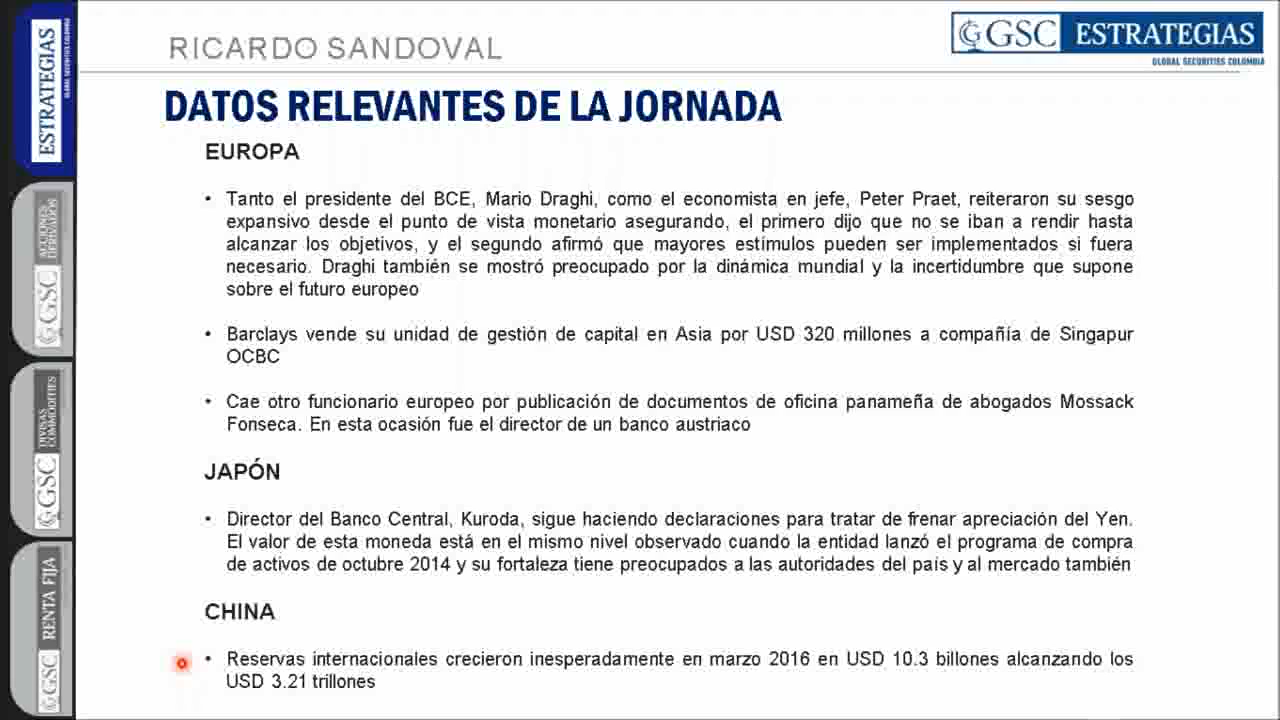 RICARDO SANDOVAL
GSC ESTRATEGIAS
GLOBAL SECURITIES COLOMBIA
DATOS RELEVANTES DE LA JORNADA
EUROPA
• Tanto el presidente del BCE, Mario Draghi, como el economista en jefe, Peter Praet, reiteraron su sesgo
expansivo desde el punto de vista monetario asegurando, el primero dijo que no se iban a rendir hasta
alcanzar los objetivos, y el segundo afirmó que mayores estímulos pueden ser implementados si fuera
necesario. Draghi también se mostró preocupado por la dinámica mundial y la incertidumbre que supone
sobre el futuro europeo
• Barclays vende su unidad de gestión de capital en Asia por USD 320 millones a compañía de Singapur
OCBC
• Cae otro funcionario europeo por publicación de documentos de oficina panameña de abogados Mossack
Fonseca. En esta ocasión fue el director de un banco austriaco
JAPÓN
• Director del Banco Central, Kuroda, sigue haciendo declaraciones para tratar de frenar apreciación del Yen.
El valor de esta moneda está en el mismo nivel observado cuando la entidad lanzó el programa de compra
de activos de octubre 2014 y su fortaleza tiene preocupados a las autoridades del país y al mercado también
CHINA
• Reservas internacionales crecieron inesperadamente en marzo 2016 en USD 10.3 billones alcanzando los
USD 3.21 trillones
ESTRATEGIAS
GLOBAL SECURITIES COLOMBIA
GSC ACCIONES
DERIVADOS
GSC DIVISAS
COMMODITIES
GSC RENTA FIJA